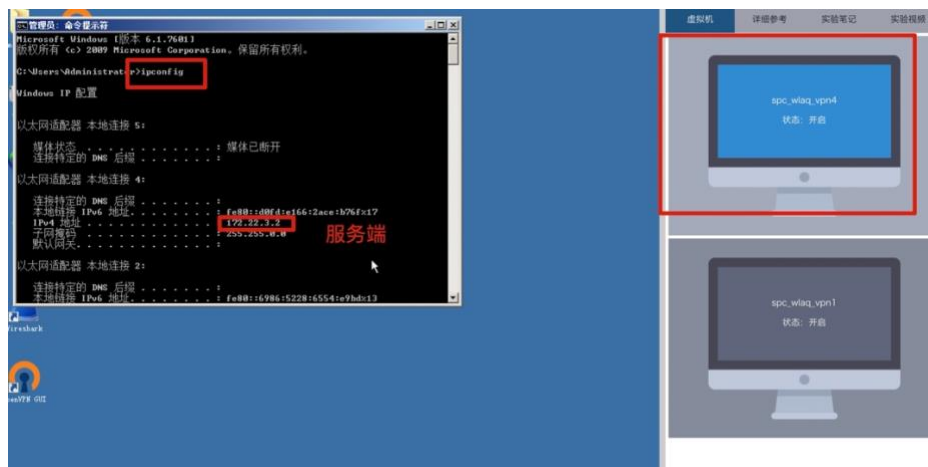 管理员: 命令提示符
Microsoft Windows [版本 6.1.7601]
版权所有 (c) 2009 Microsoft Corporation。保留所有权利。
C:\Users\Administrator>ipconfig
Windows IP 配置
以太网适配器 本地连接 5:
媒体状态 . . . . . . . . . . . . : 媒体已断开
连接特定的 DNS 后缀 . . . . . . . :
以太网适配器 本地连接 4:
连接特定的 DNS 后缀 . . . . . . . :
本地链接 IPv6 地址. . . . . . . . : fe80::d0fd:e166:2ace:b76f%17
IPv4 地址 . . . . . . . . . . . . : 172.22.3.2
子网掩码 . . . . . . . . . . . . : 255.255.0.0
默认网关. . . . . . . . . . . . . :
服务端
以太网适配器 本地连接 2:
连接特定的 DNS 后缀 . . . . . . . :
本地链接 IPv6 地址. . . . . . . . : fe80::6986:5228:6554:e9bd%13
Wireshark
OpenVPN GUI
虚拟机 详细参考 实验笔记 实验视频
spc_wlaq_vpn4
状态: 开启
spc_wlaq_vpn1
状态: 开启